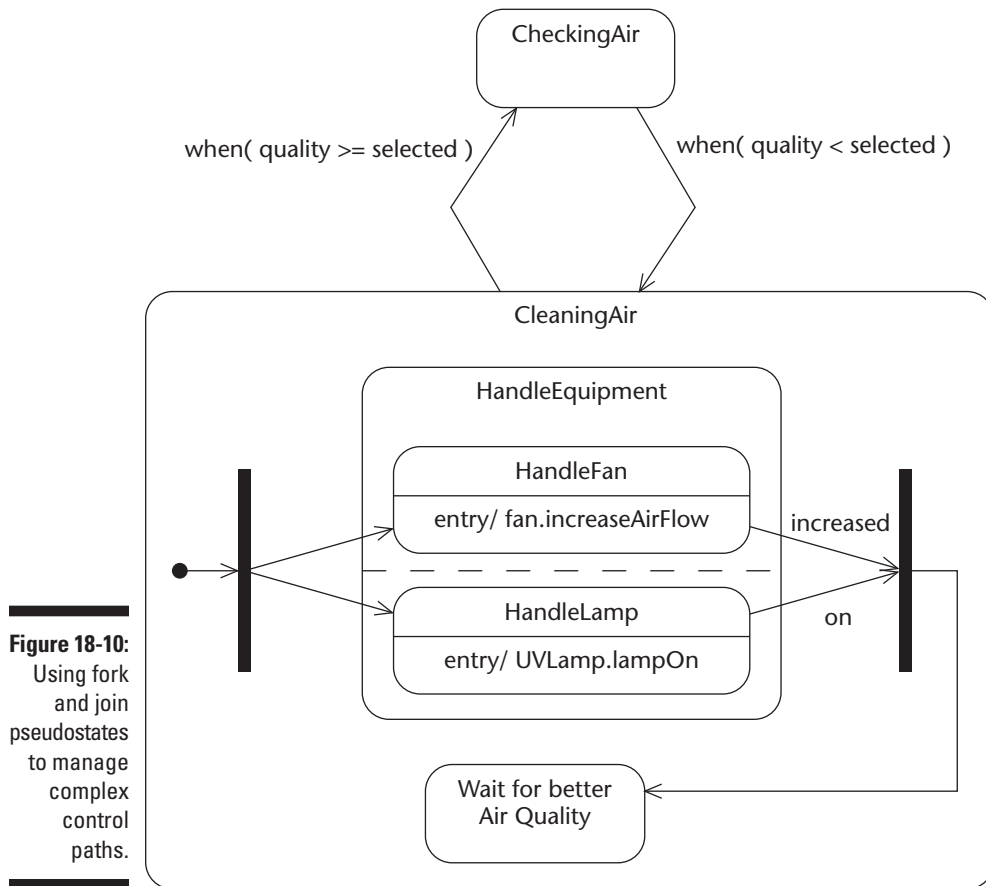 CheckingAir
when( quality >= selected )
when( quality < selected )
CleaningAir
HandleEquipment
HandleFan
entry/ fan.increaseAirFlow
increased
HandleLamp
entry/ UVLamp.lampOn
on
Wait for better
Air Quality
Figure 18-10:
Using fork
and join
pseudostates
to manage
complex
control
paths.